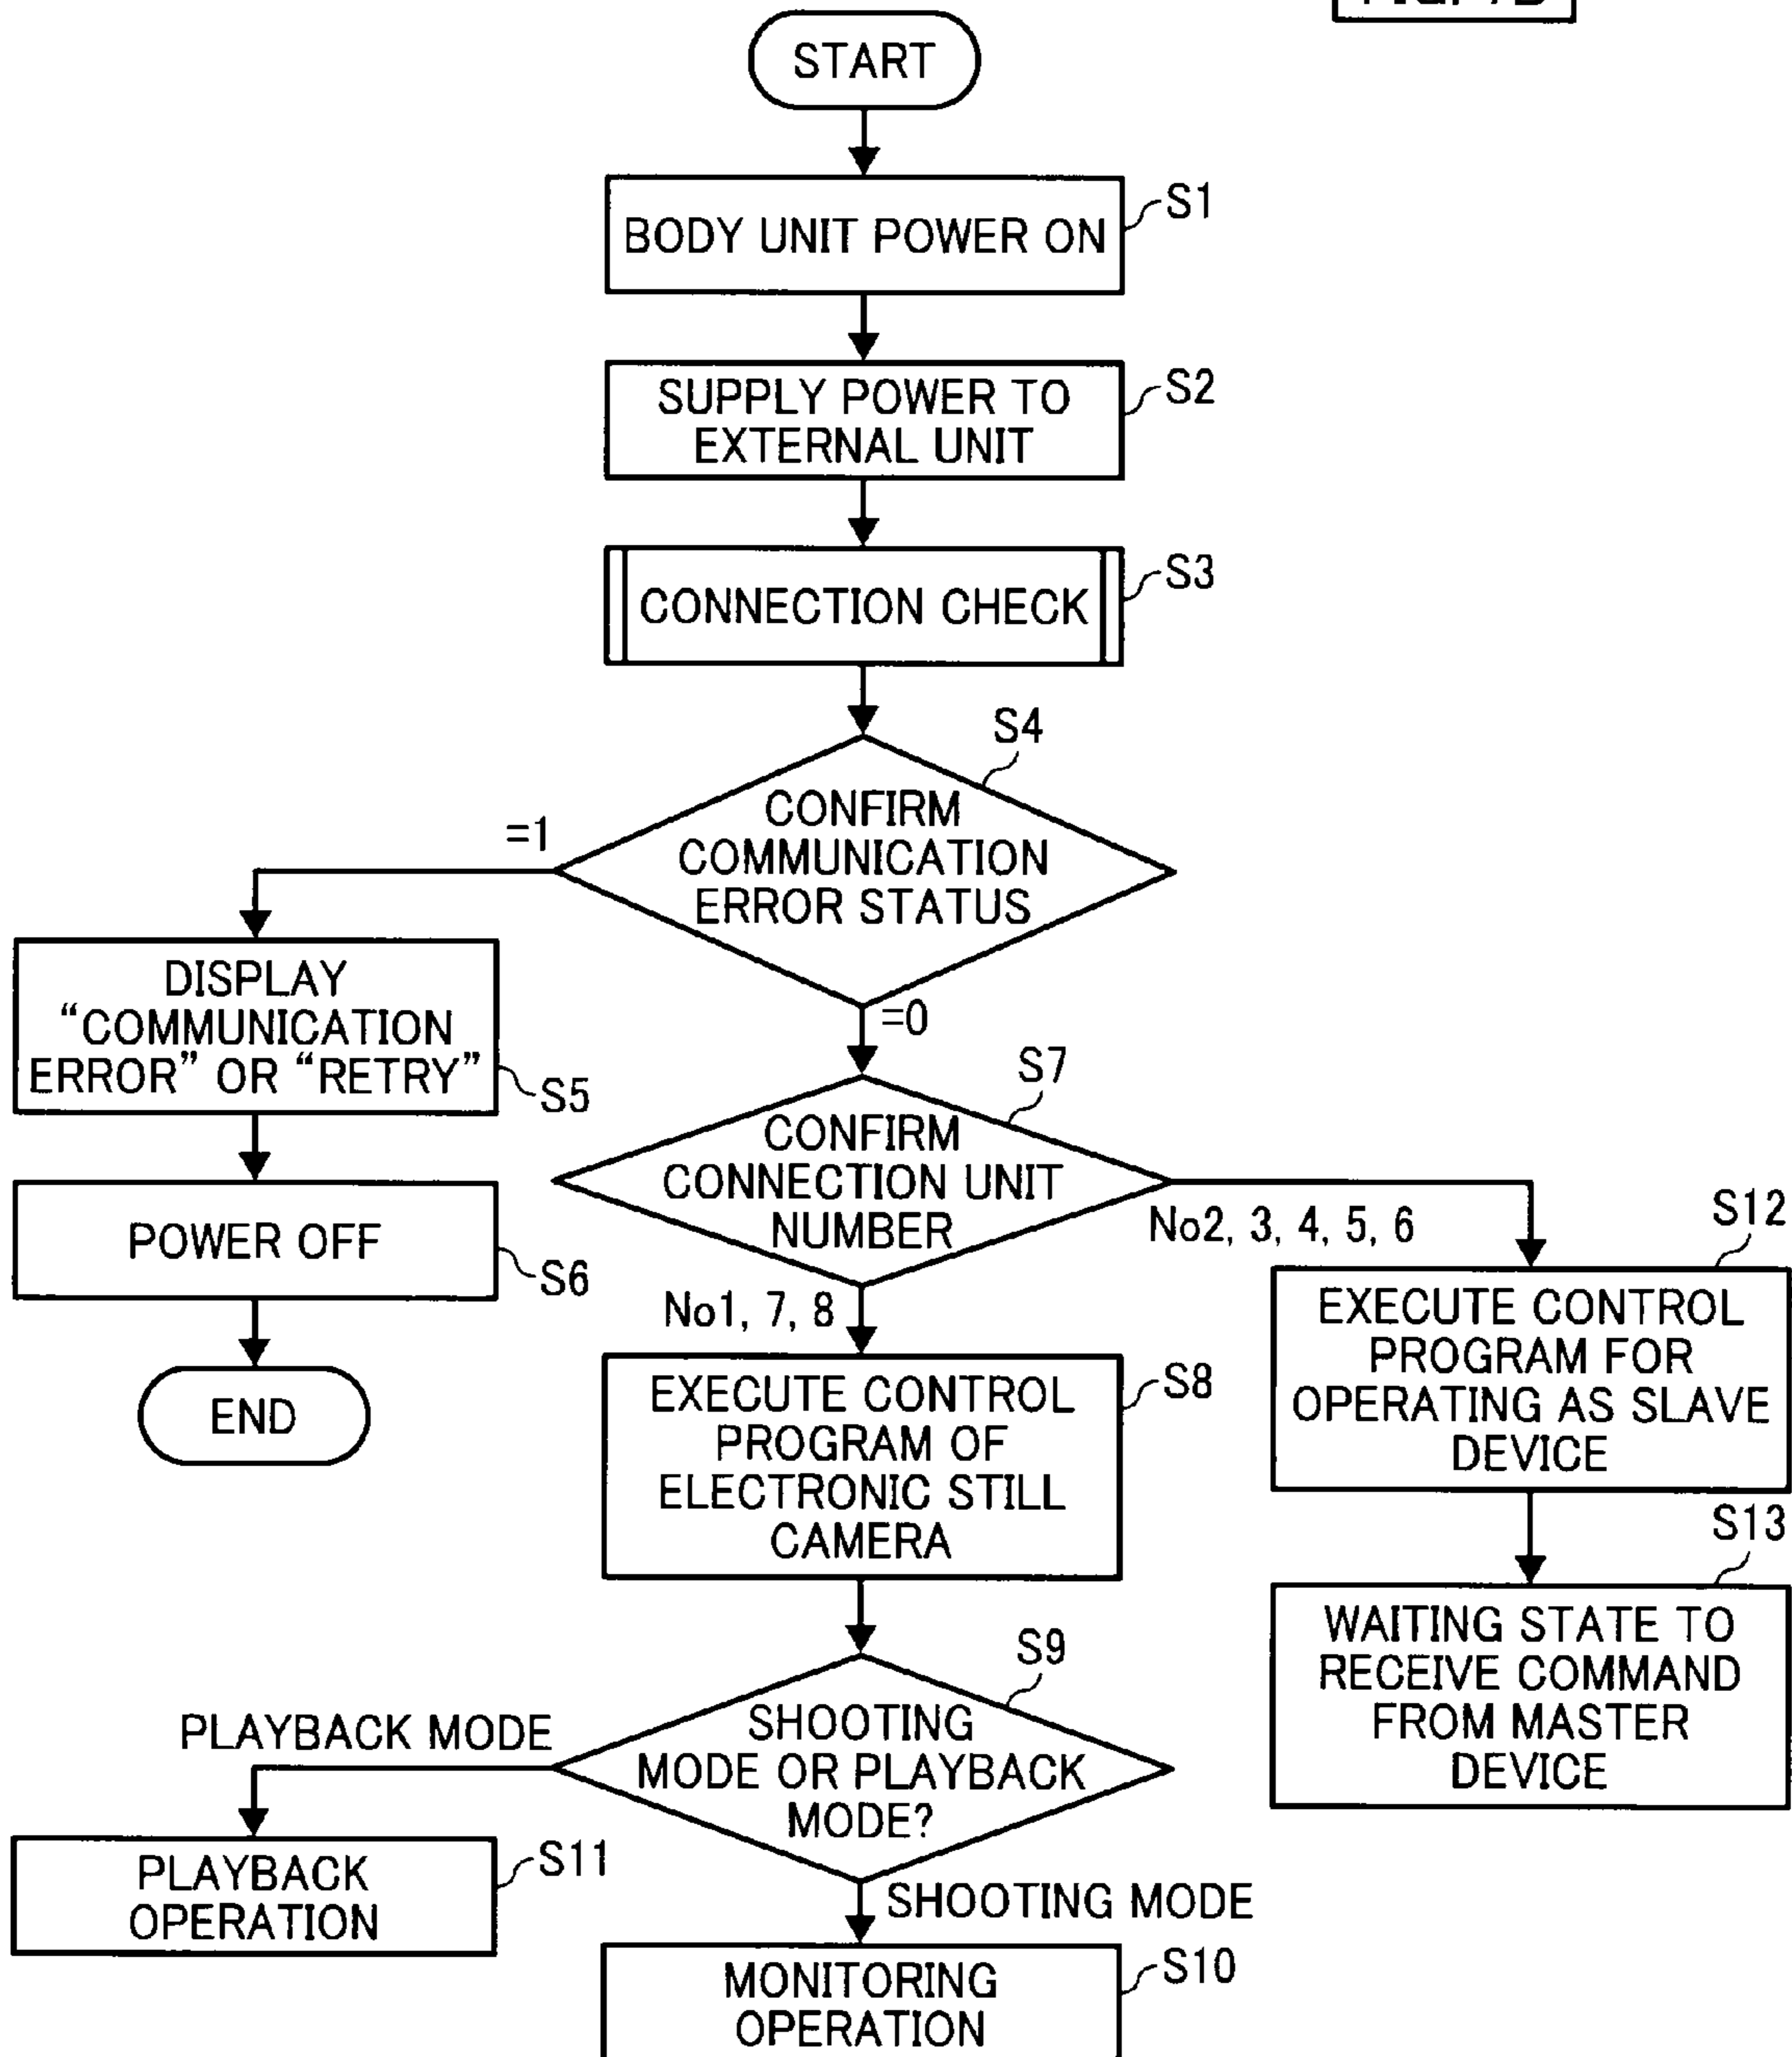 START
BODY UNIT POWER ON
S1
SUPPLY POWER TO
EXTERNAL UNIT
S2
CONNECTION CHECK
S3
S4
CONFIRM
COMMUNICATION
ERROR STATUS
=1
=0
DISPLAY
“COMMUNICATION
ERROR” OR “RETRY”
S5
POWER OFF
S6
END
S7
CONFIRM
CONNECTION UNIT
NUMBER
No2, 3, 4, 5, 6
No1, 7, 8
S12
EXECUTE CONTROL
PROGRAM FOR
OPERATING AS SLAVE
DEVICE
S13
WAITING STATE TO
RECEIVE COMMAND
FROM MASTER
DEVICE
EXECUTE CONTROL
PROGRAM OF
ELECTRONIC STILL
CAMERA
S8
S9
SHOOTING
MODE OR PLAYBACK
MODE?
PLAYBACK MODE
PLAYBACK
OPERATION
S11
SHOOTING MODE
MONITORING
OPERATION
S10